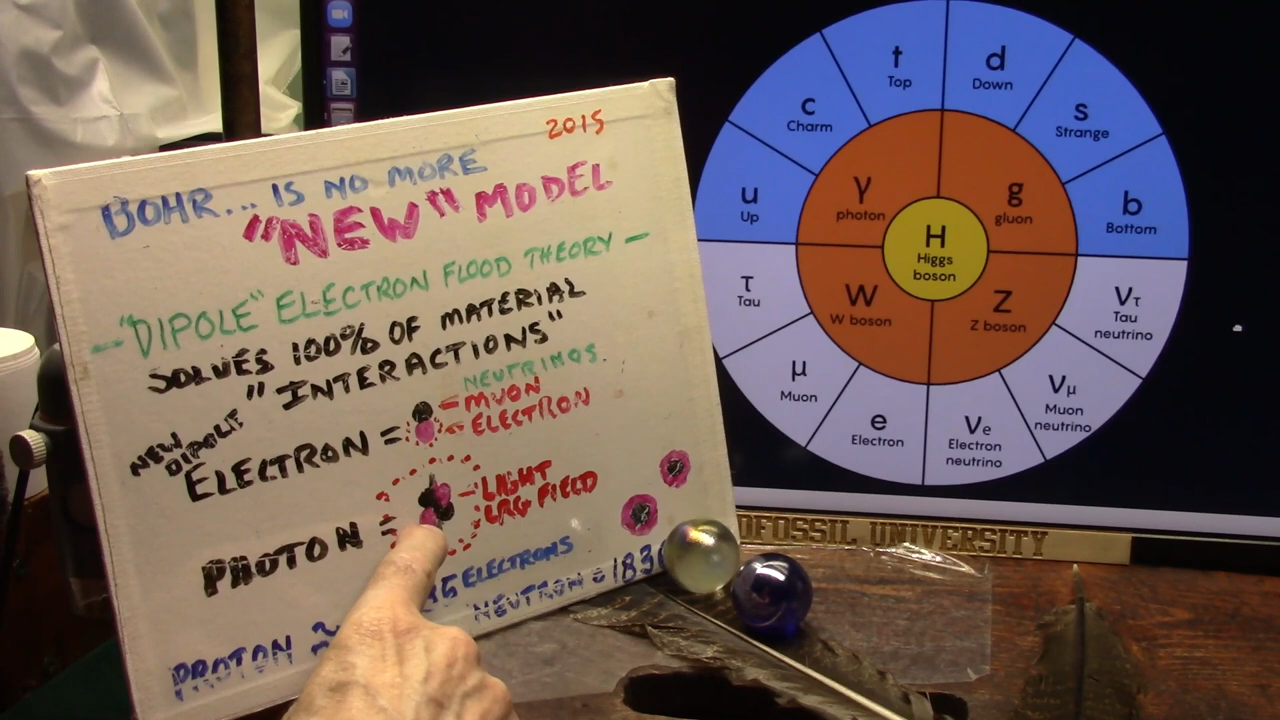 2015
BOHR... IS NO MORE
"NEW" MODEL
-"DIPOLE" ELECTRON FLOOD THEORY-
SOLVES 100% OF MATERIAL
"INTERACTIONS"
NEUTRINOS.
NEW DIPOLE
ELECTRON =
- MUON
- ELECTRON
PHOTON =
- LIGHT
LRG FIELD
ELECTRONS
PROTON ≈
NEUTRON =
t
Top
d
Down
c
Charm
s
Strange
u
Up
b
Bottom
γ
photon
g
gluon
H
Higgs
boson
W
W boson
Z
Z boson
τ
Tau
ντ
Tau
neutrino
μ
Muon
νμ
Muon
neutrino
e
Electron
νe
Electron
neutrino
UNIVERSITY